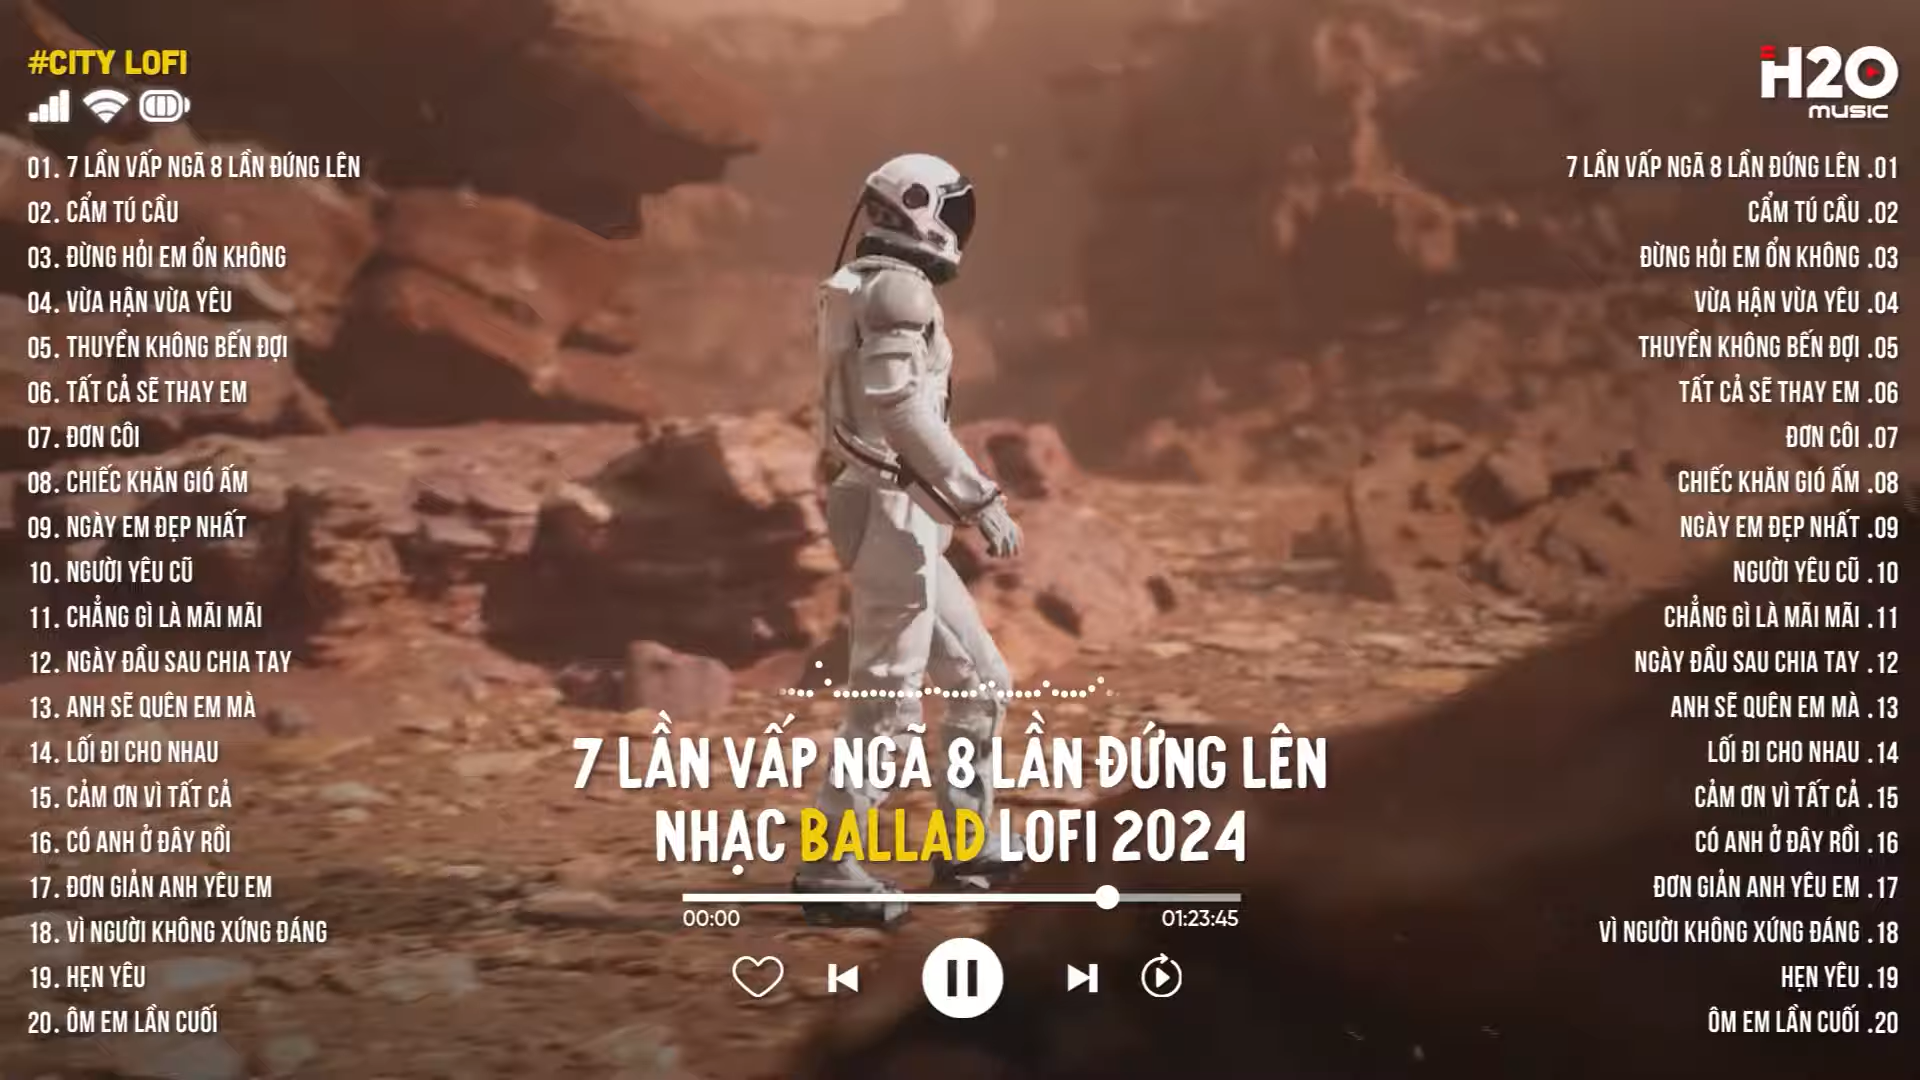 #CITY LOFI
01. 7 LẦN VẤP NGÃ 8 LẦN ĐỨNG LÊN
02. CẨM TÚ CẦU
03. ĐỪNG HỎI EM ỔN KHÔNG
04. VỪA HẬN VỪA YÊU
05. THUYỀN KHÔNG BẾN ĐỢI
06. TẤT CẢ SẼ THAY EM
07. ĐƠN CÔI
08. CHIẾC KHĂN GIÓ ẤM
09. NGÀY EM ĐẸP NHẤT
10. NGƯỜI YÊU CŨ
11. CHẲNG GÌ LÀ MÃI MÃI
12. NGÀY ĐẦU SAU CHIA TAY
13. ANH SẼ QUÊN EM MÀ
14. LỐI ĐI CHO NHAU
15. CẢM ƠN VÌ TẤT CẢ
16. CÓ ANH Ở ĐÂY RỒI
17. ĐƠN GIẢN ANH YÊU EM
18. VÌ NGƯỜI KHÔNG XỨNG ĐÁNG
19. HẸN YÊU
20. ÔM EM LẦN CUỐI
7 LẦN VẤP NGÃ 8 LẦN ĐỨNG LÊN
NHẠC BALLAD LOFI 2024
00:00
01:23:45
H2O
MUSIC
7 LẦN VẤP NGÃ 8 LẦN ĐỨNG LÊN .01
CẨM TÚ CẦU .02
ĐỪNG HỎI EM ỔN KHÔNG .03
VỪA HẬN VỪA YÊU .04
THUYỀN KHÔNG BẾN ĐỢI .05
TẤT CẢ SẼ THAY EM .06
ĐƠN CÔI .07
CHIẾC KHĂN GIÓ ẤM .08
NGÀY EM ĐẸP NHẤT .09
NGƯỜI YÊU CŨ .10
CHẲNG GÌ LÀ MÃI MÃI .11
NGÀY ĐẦU SAU CHIA TAY .12
ANH SẼ QUÊN EM MÀ .13
LỐI ĐI CHO NHAU .14
CẢM ƠN VÌ TẤT CẢ .15
CÓ ANH Ở ĐÂY RỒI .16
ĐƠN GIẢN ANH YÊU EM .17
VÌ NGƯỜI KHÔNG XỨNG ĐÁNG .18
HẸN YÊU .19
ÔM EM LẦN CUỐI .20